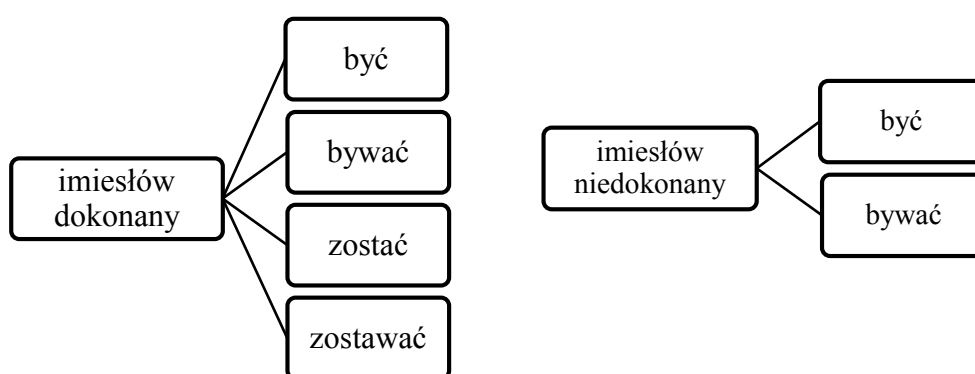 imiesłów
dokonany
być
bywać
zostać
zostawać
imiesłów
niedokonany
być
bywać